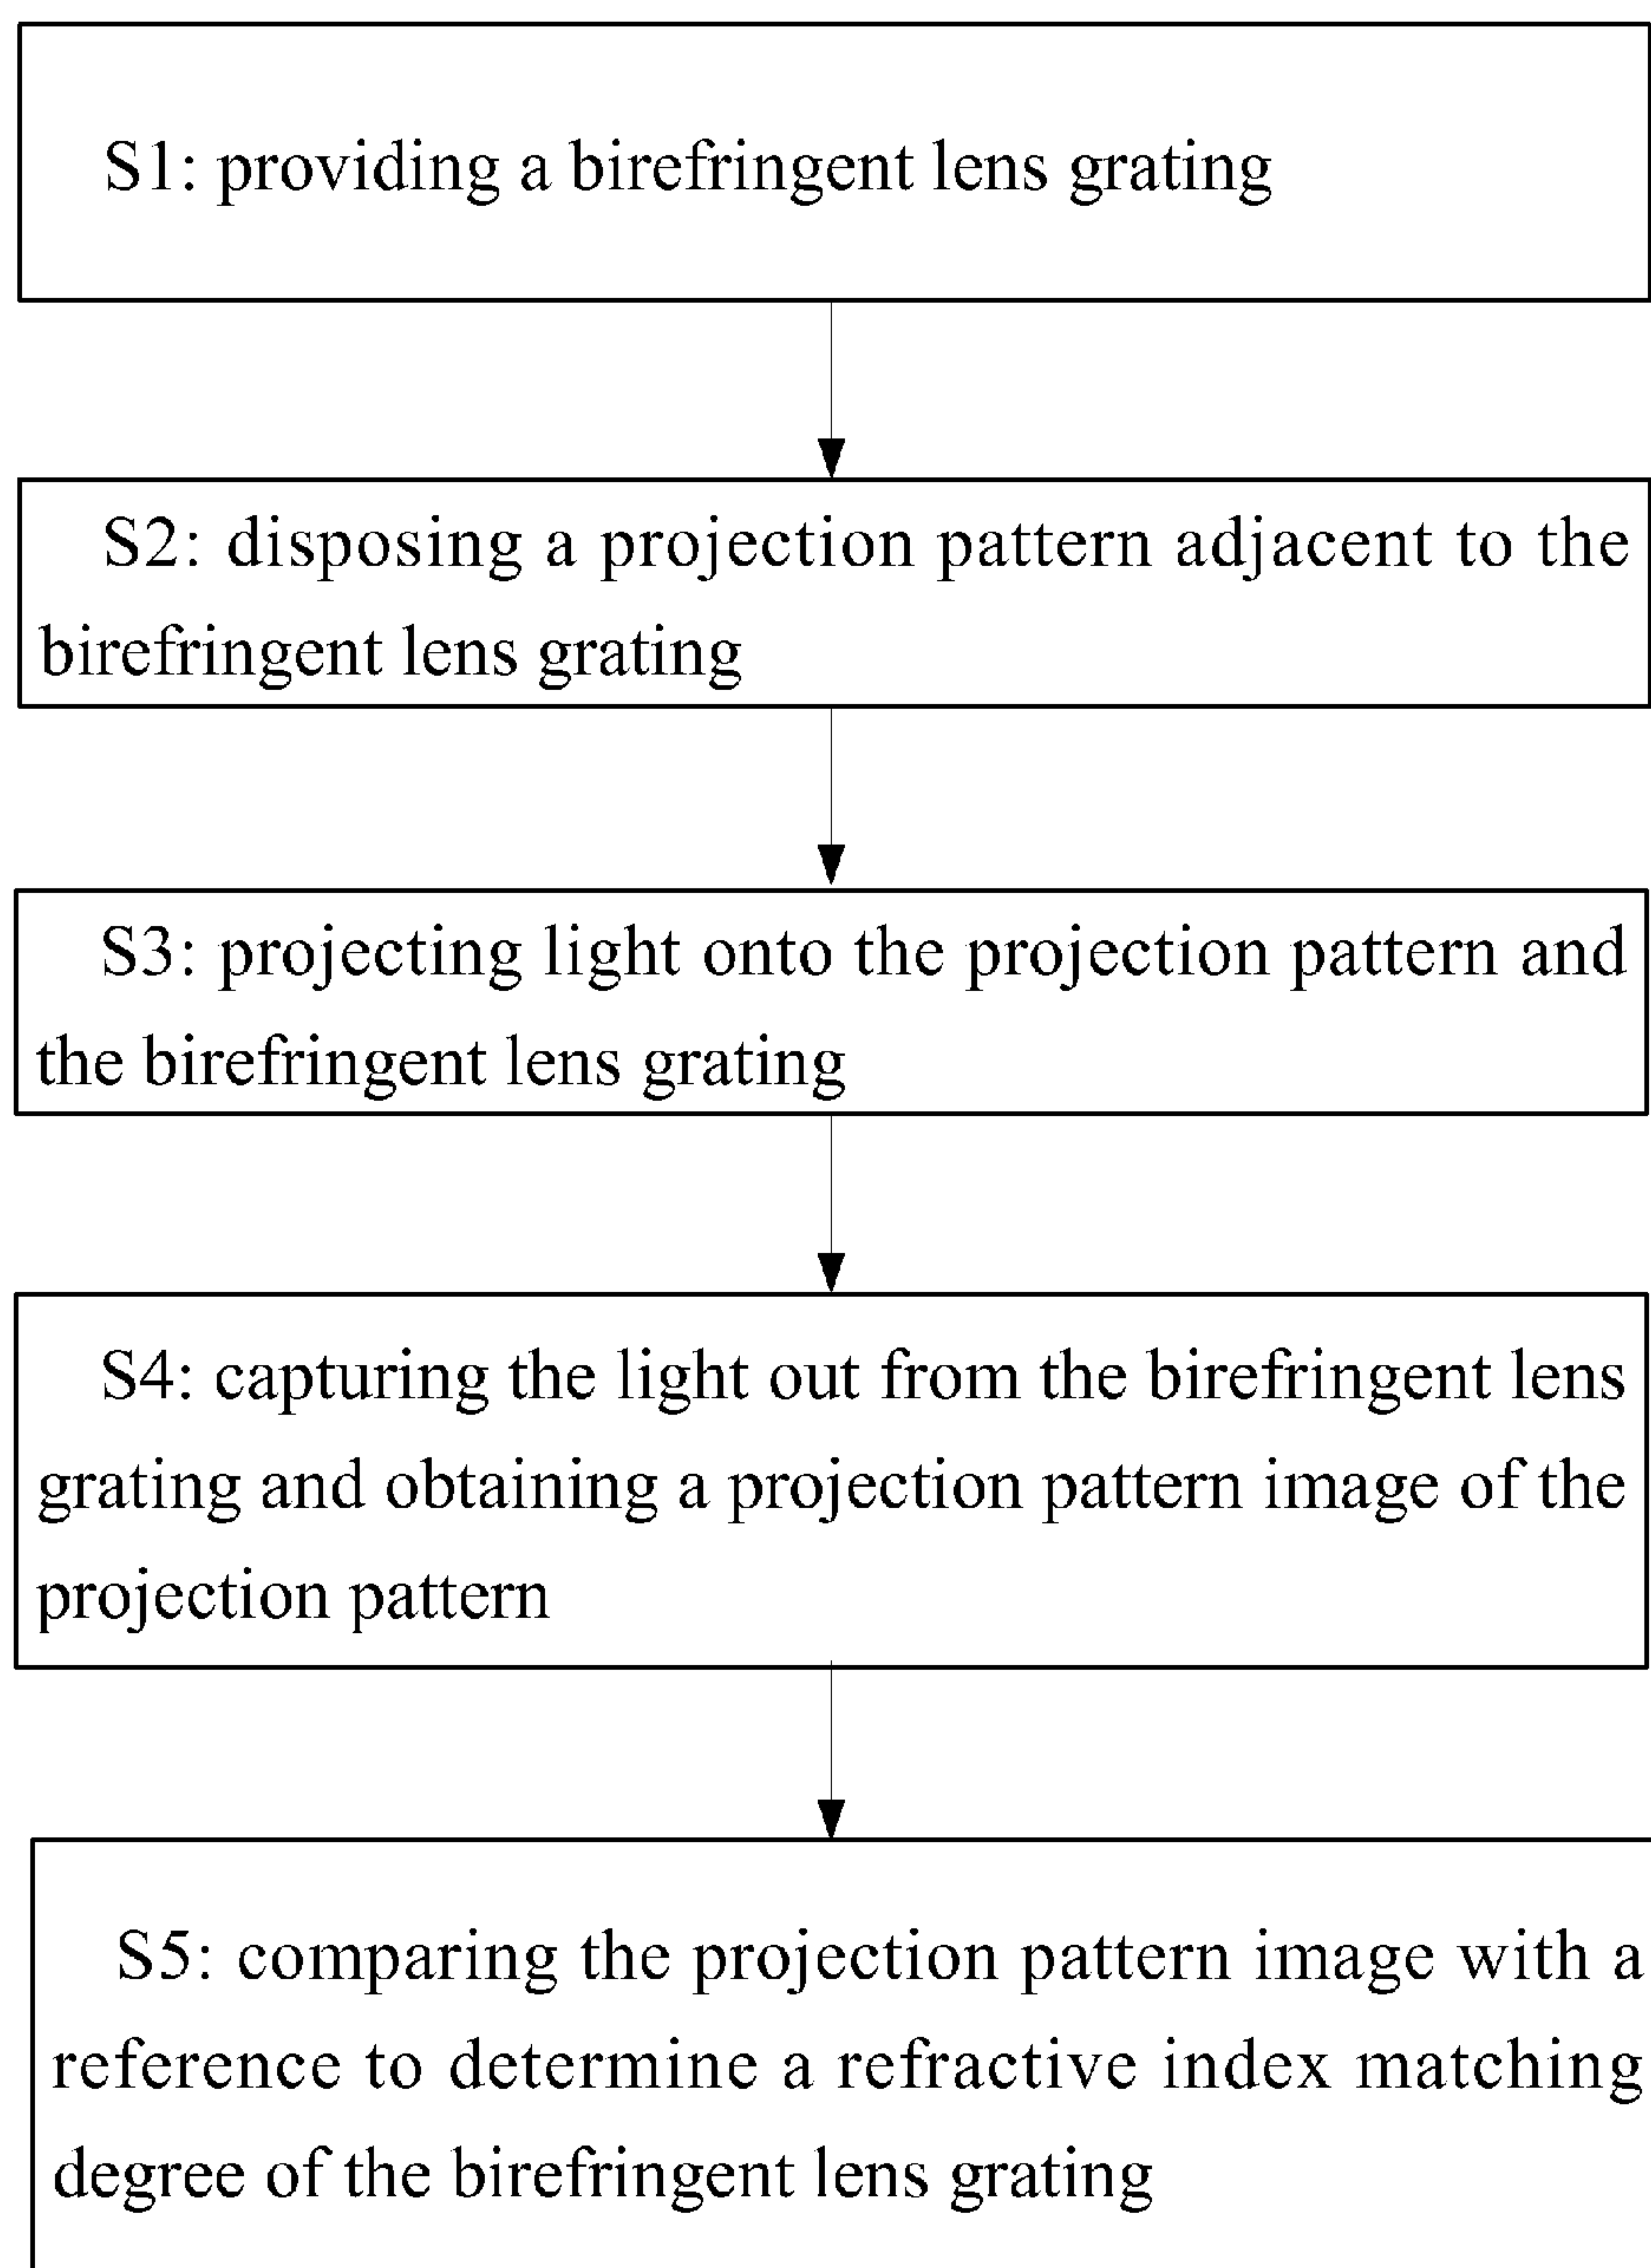 S1: providing a birefringent lens grating
S2: disposing a projection pattern adjacent to the
birefringent lens grating
S3: projecting light onto the projection pattern and
the birefringent lens grating
S4: capturing the light out from the birefringent lens
grating and obtaining a projection pattern image of the
projection pattern
S5: comparing the projection pattern image with a
reference to determine a refractive index matching
degree of the birefringent lens grating